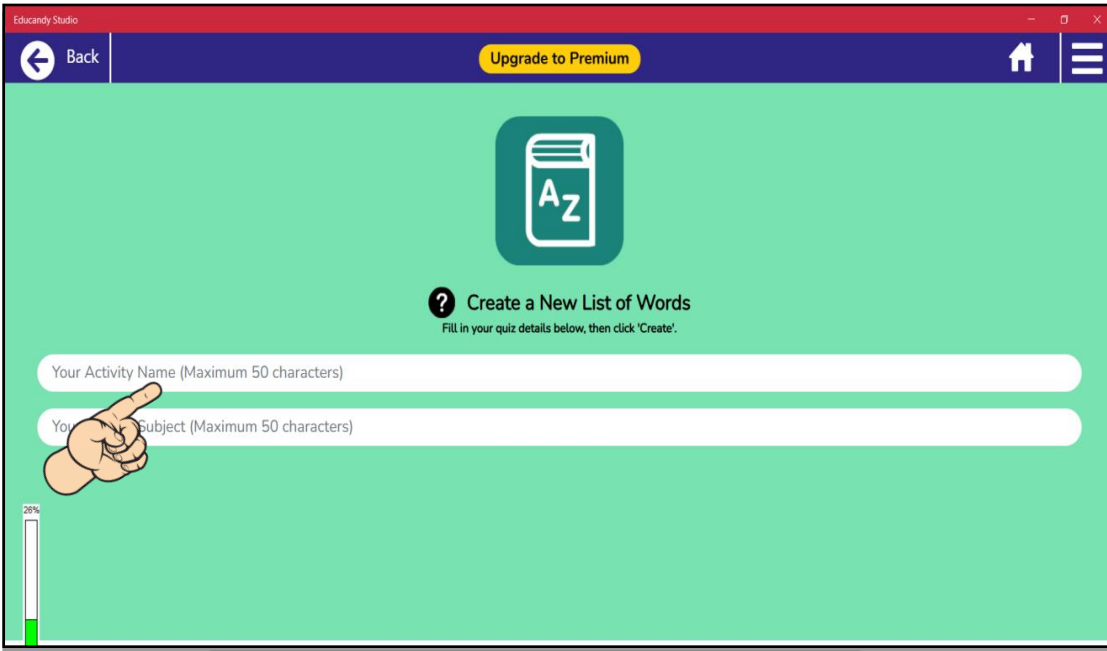 Educandy Studio
Back
Upgrade to Premium
A
Z
? Create a New List of Words
Fill in your quiz details below, then click 'Create'.
Your Activity Name (Maximum 50 characters)
Subject (Maximum 50 characters)
26%